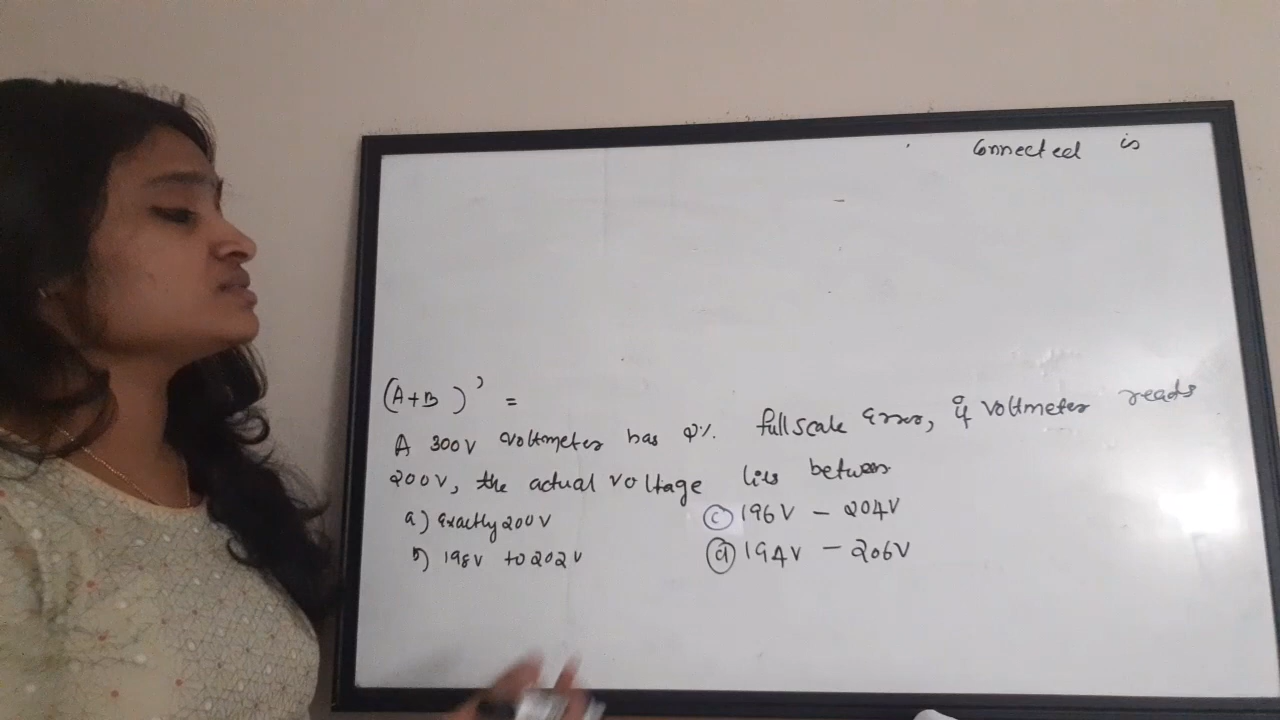 Connected is
(A+B)' =
A 300V Voltmeter has 2% full scale Error, if voltmeter reads
200V, the actual voltage lies between
a) Exactly 200V
b) 198V to 202V
c) 196V - 204V
d) 194V - 206V